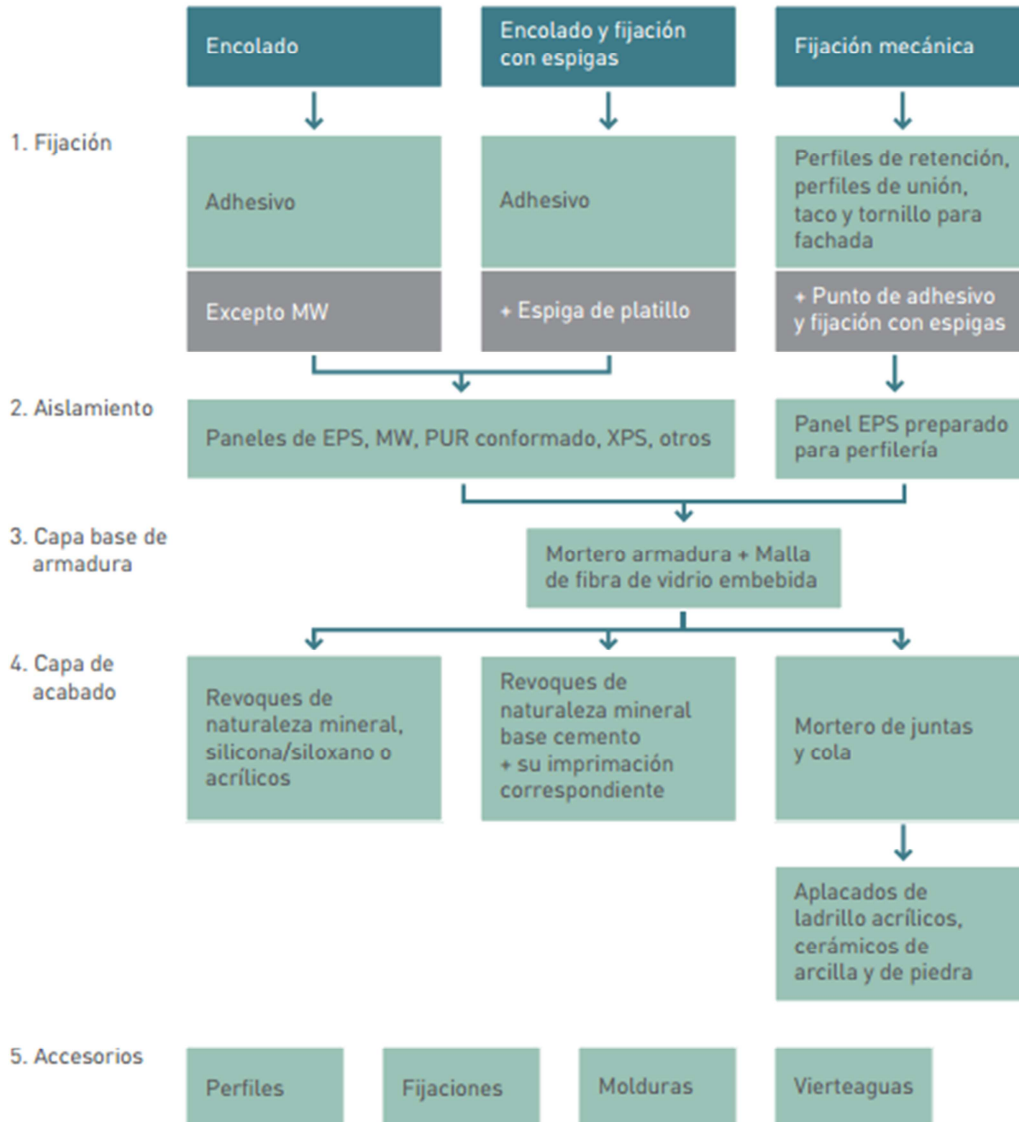 Encolado
Encolado y fijación
con espigas
Fijación mecánica
1. Fijación
Adhesivo
Adhesivo
Perfiles de retención,
perfiles de unión,
taco y tornillo para
fachada
Excepto MW
+ Espiga de platillo
+ Punto de adhesivo
y fijación con espigas
2. Aislamiento
Paneles de EPS, MW, PUR conformado, XPS, otros
Panel EPS preparado
para perfilería
3. Capa base de
armadura
Mortero armadura + Malla
de fibra de vidrio embebida
4. Capa de
acabado
Revoques de
naturaleza mineral,
silicona/siloxano o
acrílicos
Revoques de
naturaleza mineral
base cemento
+ su imprimación
correspondiente
Mortero de juntas
y cola
Aplacados de
ladrillo acrílicos,
cerámicos de
arcilla y de piedra
5. Accesorios
Perfiles
Fijaciones
Molduras
Vierteaguas